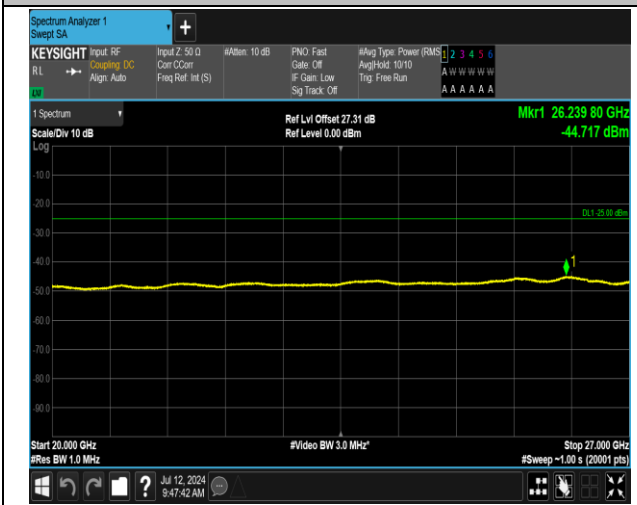 Spectrum Analyzer 1
Swept SA
+
KEYSIGHT Input: RF Input Z: 50 Ω #Atten: 10 dB PNO: Fast #Avg Type: Power (RMS 1 2 3 4 5 6
RL Coupling: DC Corr CCorr Gate: Off Avg|Hold: 10/10 A W W W W W
Align: Auto Freq Ref: Int (S) IF Gain: Low Trig: Free Run
LXI Sig Track: Off A A A A A A
1 Spectrum Ref Lvl Offset 27.31 dB Mkr1 26.239 80 GHz
Scale/Div 10 dB Ref Level 0.00 dBm -44.717 dBm
Log
-10.0
-20.0
DL1 -25.00 dBm
-30.0
-40.0
1
-50.0
-60.0
-70.0
-80.0
-90.0
Start 20.000 GHz #Video BW 3.0 MHz* Stop 27.000 GHz
#Res BW 1.0 MHz #Sweep ~1.00 s (20001 pts)
? Jul 12, 2024
9:47:42 AM